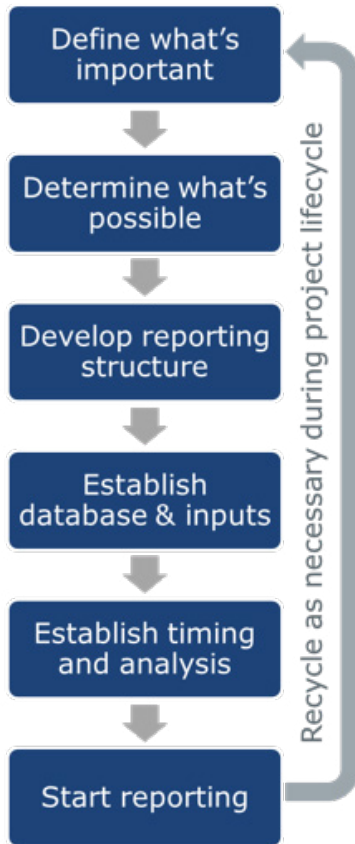 Define what's
important
Determine what's
possible
Develop reporting
structure
Establish
database & inputs
Establish timing
and analysis
Start reporting
Recycle as necessary during project lifecycle